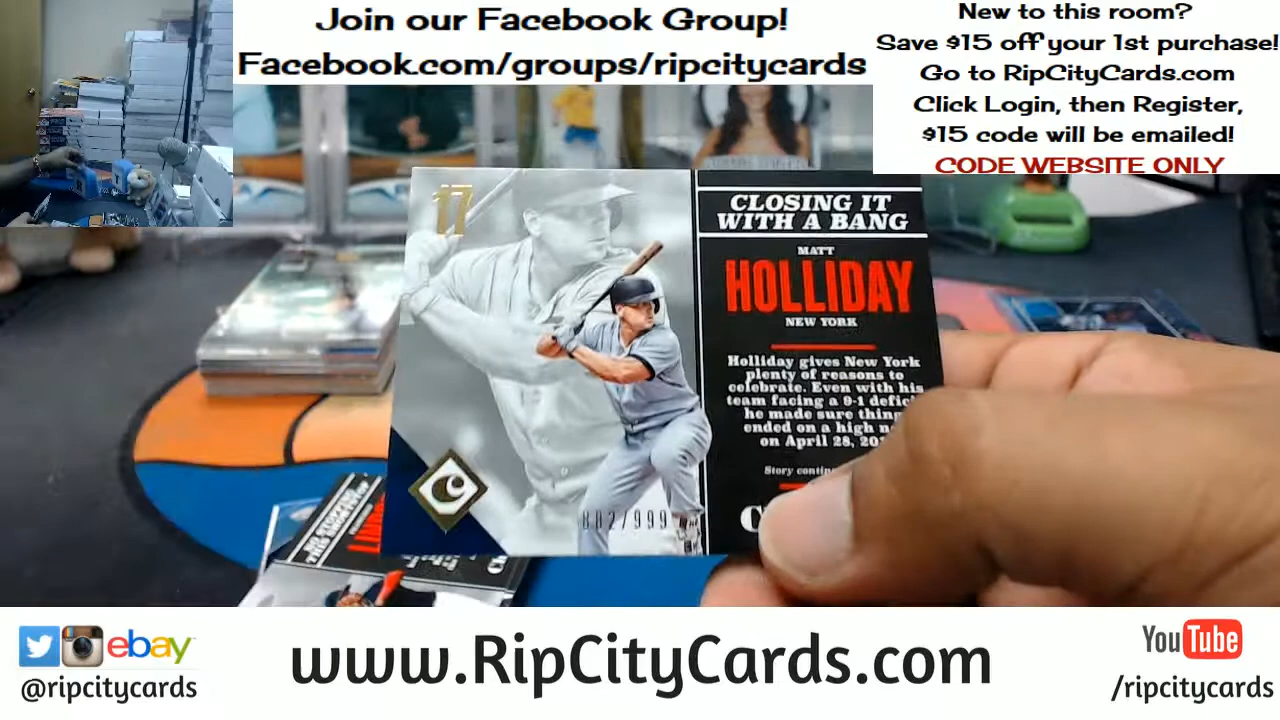 Join our Facebook Group!
Facebook.com/groups/ripcitycards
New to this room?
Save $15 off your 1st purchase!
Go to RipCityCards.com
Click Login, then Register,
$15 code will be emailed!
CODE WEBSITE ONLY
17
CLOSING IT
WITH A BANG
MATT
HOLLIDAY
NEW YORK
Holliday gives New York
plenty of reasons to
celebrate. Even with his
team facing a 9-1
he made sure
ended on a high
on April 28,
Story
882/999
ebay
@ripcitycards
www.RipCityCards.com
YouTube
/ripcitycards